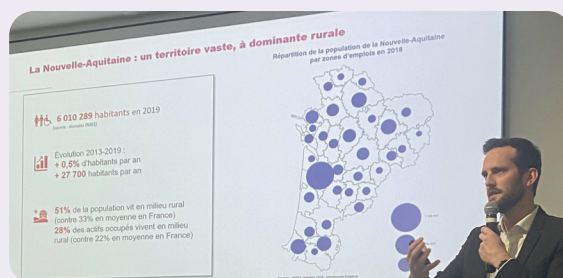 La Nouvelle-Aquitaine : un territoire vaste, à dominante rurale
Répartition de la population de la Nouvelle-Aquitaine
par zones d'emplois en 2018
6 010 289 habitants en 2019
Évolution 2013-2019 :
+ 0,5% d'habitants par an
+ 27 700 habitants par an
51% de la population vit en milieu rural
(contre 33% en moyenne en France)
28% des actifs occupés vivent en milieu
rural (contre 22% en moyenne en France)